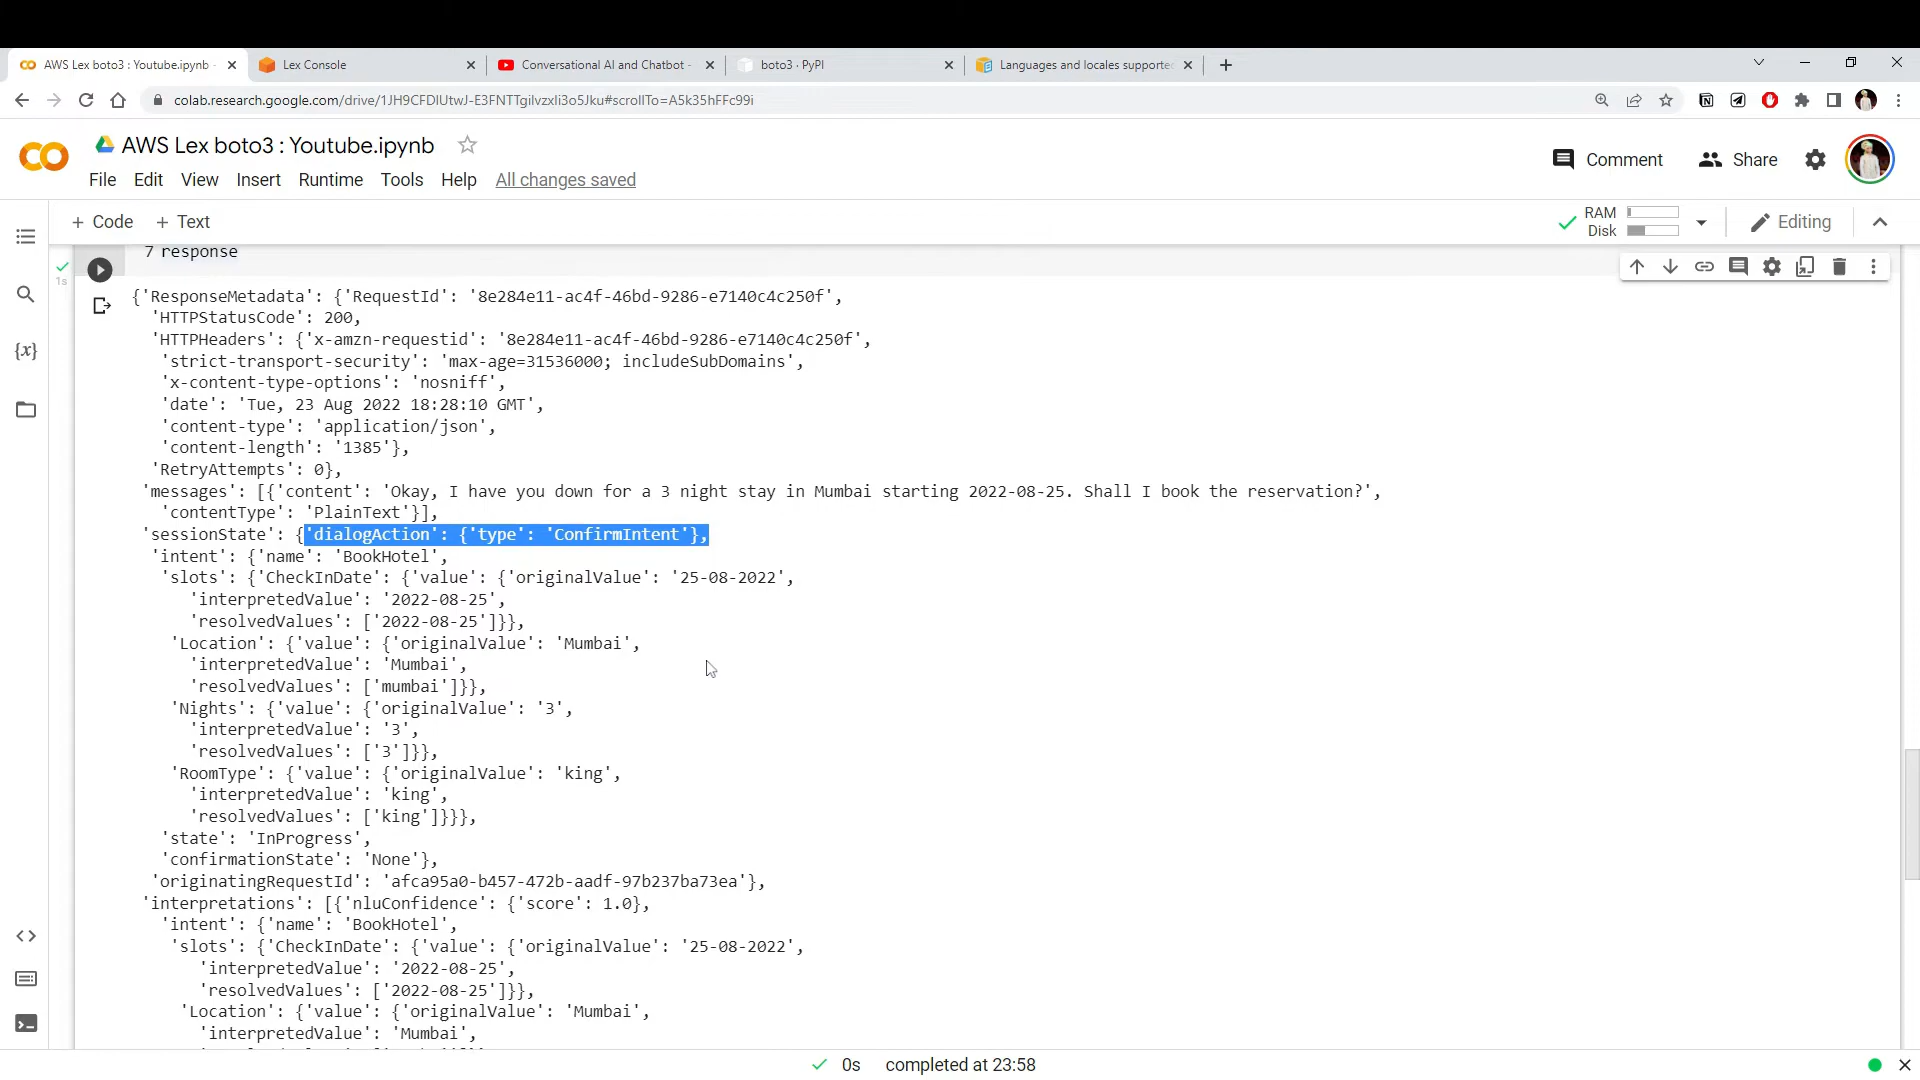 AWS Lex boto3 : Youtube.ipynb -
Lex Console
Conversational AI and Chatbot -
boto3 · PyPI
Languages and locales supported
colab.research.google.com/drive/1JH9CFDlUtwJ-E3FNTTgilvzxIi3o5Jku#scrollTo=A5k35hFFc99i
AWS Lex boto3 : Youtube.ipynb
Comment
Share
File Edit View Insert Runtime Tools Help All changes saved
+ Code + Text
RAM
Disk
Editing
7 response
1s
{'ResponseMetadata': {'RequestId': '8e284e11-ac4f-46bd-9286-e7140c4c250f',
'HTTPStatusCode': 200,
'HTTPHeaders': {'x-amzn-requestid': '8e284e11-ac4f-46bd-9286-e7140c4c250f',
'strict-transport-security': 'max-age=31536000; includeSubDomains',
'x-content-type-options': 'nosniff',
'date': 'Tue, 23 Aug 2022 18:28:10 GMT',
'content-type': 'application/json',
'content-length': '1385'},
'RetryAttempts': 0},
'messages': [{'content': 'Okay, I have you down for a 3 night stay in Mumbai starting 2022-08-25. Shall I book the reservation?',
'contentType': 'PlainText'}],
'sessionState': {'dialogAction': {'type': 'ConfirmIntent'},
'intent': {'name': 'BookHotel',
'slots': {'CheckInDate': {'value': {'originalValue': '25-08-2022',
'interpretedValue': '2022-08-25',
'resolvedValues': ['2022-08-25']}},
'Location': {'value': {'originalValue': 'Mumbai',
'interpretedValue': 'Mumbai',
'resolvedValues': ['mumbai']}},
'Nights': {'value': {'originalValue': '3',
'interpretedValue': '3',
'resolvedValues': ['3']}},
'RoomType': {'value': {'originalValue': 'king',
'interpretedValue': 'king',
'resolvedValues': ['king']}}},
'state': 'InProgress',
'confirmationState': 'None'},
'originatingRequestId': 'afca95a0-b457-472b-aadf-97b237ba73ea'},
'interpretations': [{'nluConfidence': {'score': 1.0},
'intent': {'name': 'BookHotel',
'slots': {'CheckInDate': {'value': {'originalValue': '25-08-2022',
'interpretedValue': '2022-08-25',
'resolvedValues': ['2022-08-25']}},
'Location': {'value': {'originalValue': 'Mumbai',
'interpretedValue': 'Mumbai',
0s completed at 23:58